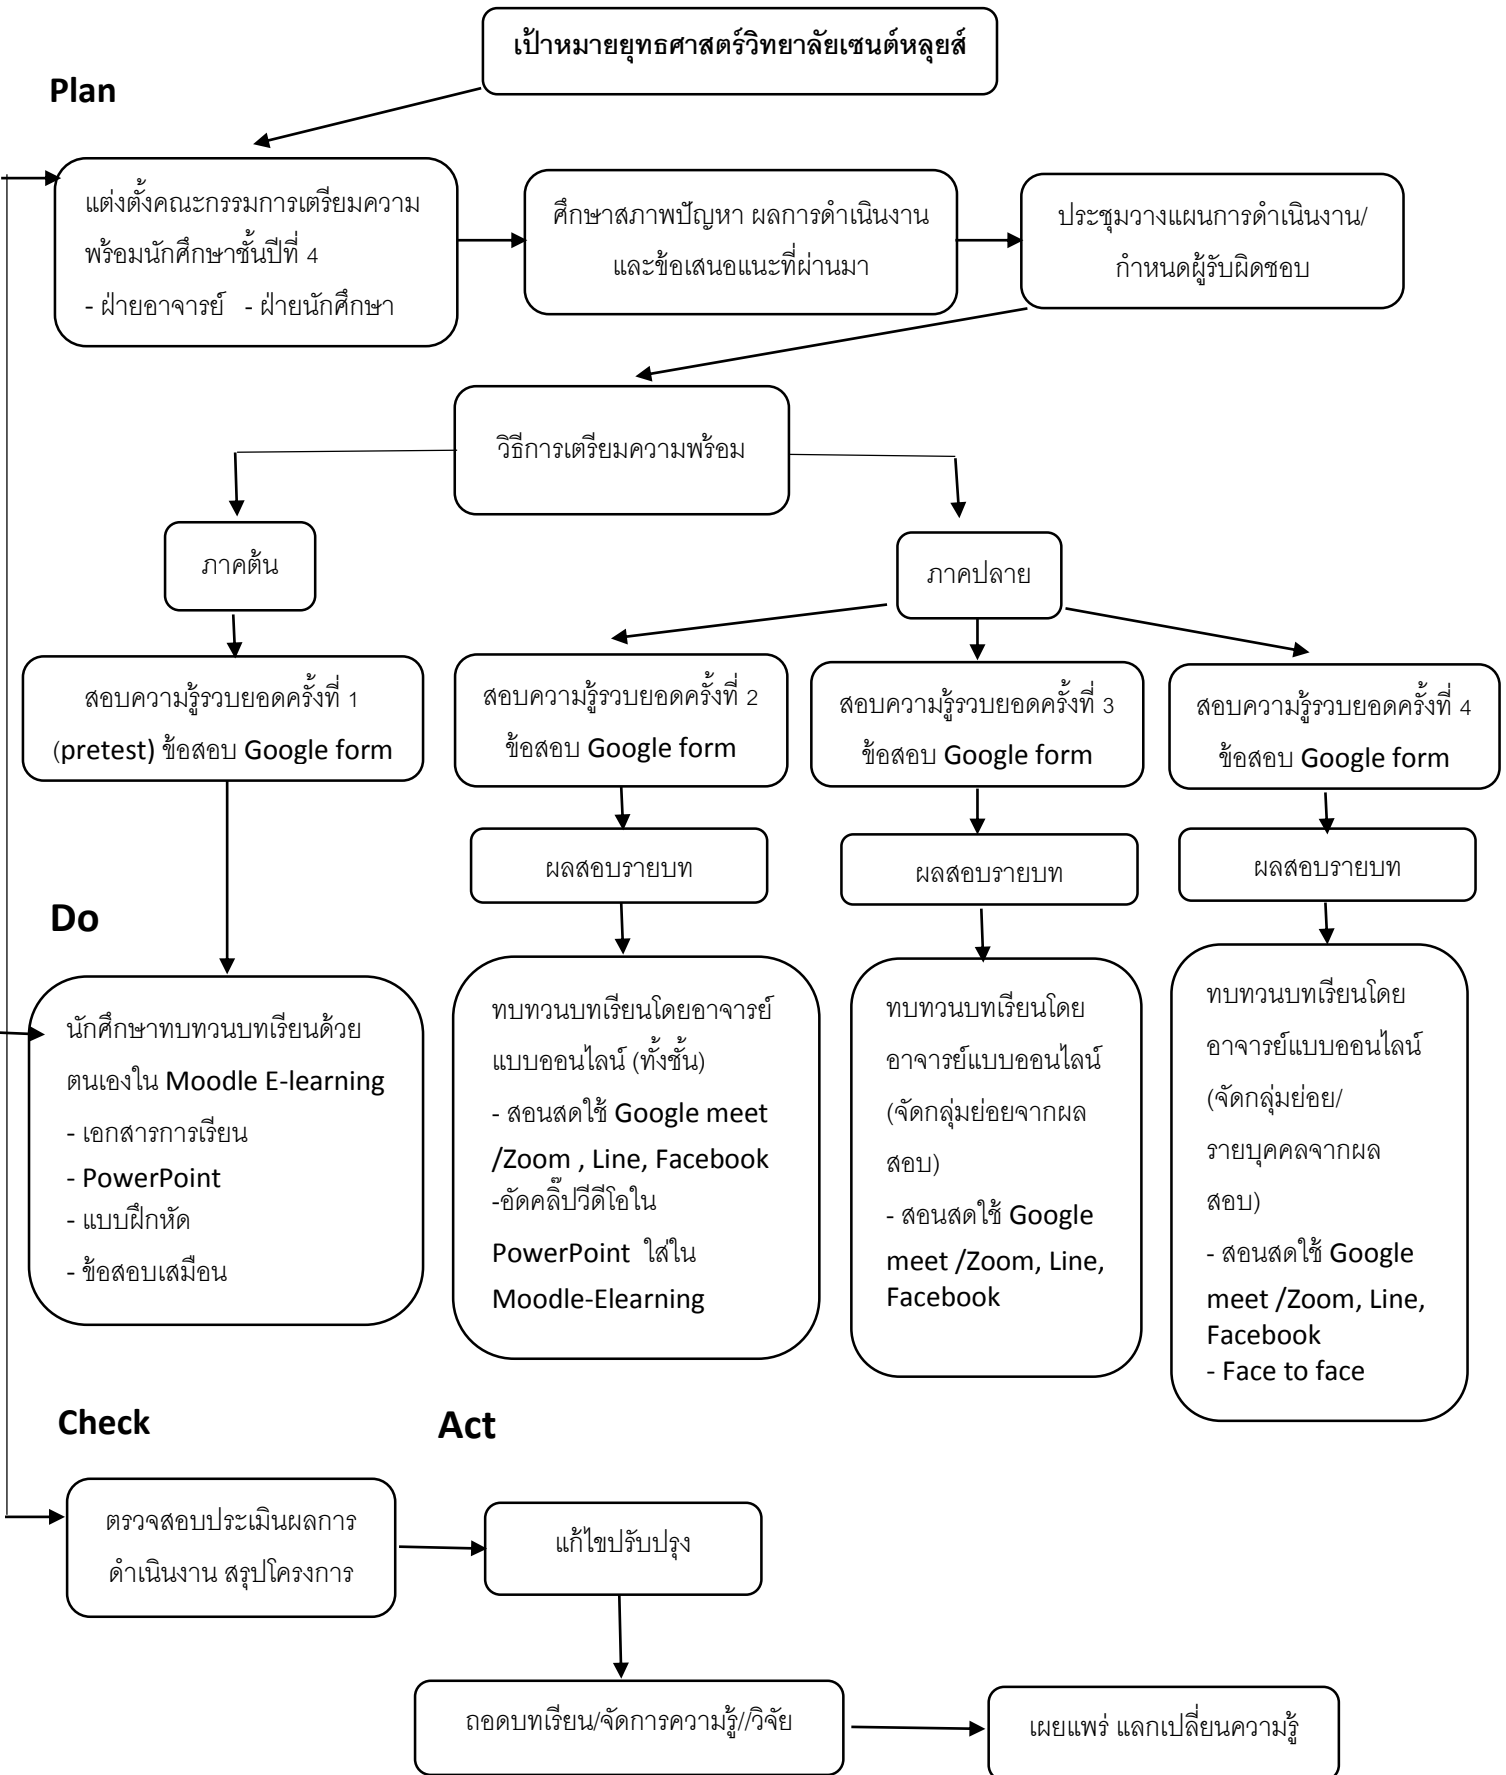 เป้าหมายยุทธศาสตร์วิทยาลัยเซนต์หลุยส์
Plan
แต่งตั้งคณะกรรมการเตรียมความ
พร้อมนักศึกษาชั้นปีที่ 4
- ฝ่ายอาจารย์ - ฝ่ายนักศึกษา
ศึกษาสภาพปัญหา ผลการดำเนินงาน
และข้อเสนอแนะที่ผ่านมา
ประชุมวางแผนการดำเนินงาน/
กำหนดผู้รับผิดชอบ
วิธีการเตรียมความพร้อม
ภาคต้น
ภาคปลาย
สอบความรู้รวบยอดครั้งที่ 1
(pretest) ข้อสอบ Google form
สอบความรู้รวบยอดครั้งที่ 2
ข้อสอบ Google form
สอบความรู้รวบยอดครั้งที่ 3
ข้อสอบ Google form
สอบความรู้รวบยอดครั้งที่ 4
ข้อสอบ Google form
ผลสอบรายบท
ผลสอบรายบท
ผลสอบรายบท
Do
นักศึกษาทบทวนบทเรียนด้วย
ตนเองใน Moodle E-learning
- เอกสารการเรียน
- PowerPoint
- แบบฝึกหัด
- ข้อสอบเสมือน
ทบทวนบทเรียนโดยอาจารย์
แบบออนไลน์ (ทั้งชั้น)
- สอนสดใช้ Google meet
/Zoom , Line, Facebook
-อัดคลิ๊ปวีดีโอใน
PowerPoint ใส่ใน
Moodle-Elearning
ทบทวนบทเรียนโดย
อาจารย์แบบออนไลน์
(จัดกลุ่มย่อยจากผล
สอบ)
- สอนสดใช้ Google
meet /Zoom, Line,
Facebook
ทบทวนบทเรียนโดย
อาจารย์แบบออนไลน์
(จัดกลุ่มย่อย/
รายบุคคลจากผล
สอบ)
- สอนสดใช้ Google
meet /Zoom, Line,
Facebook
- Face to face
Check
Act
ตรวจสอบประเมินผลการ
ดำเนินงาน สรุปโครงการ
แก้ไขปรับปรุง
ถอดบทเรียน/จัดการความรู้//วิจัย
เผยแพร่ แลกเปลี่ยนความรู้